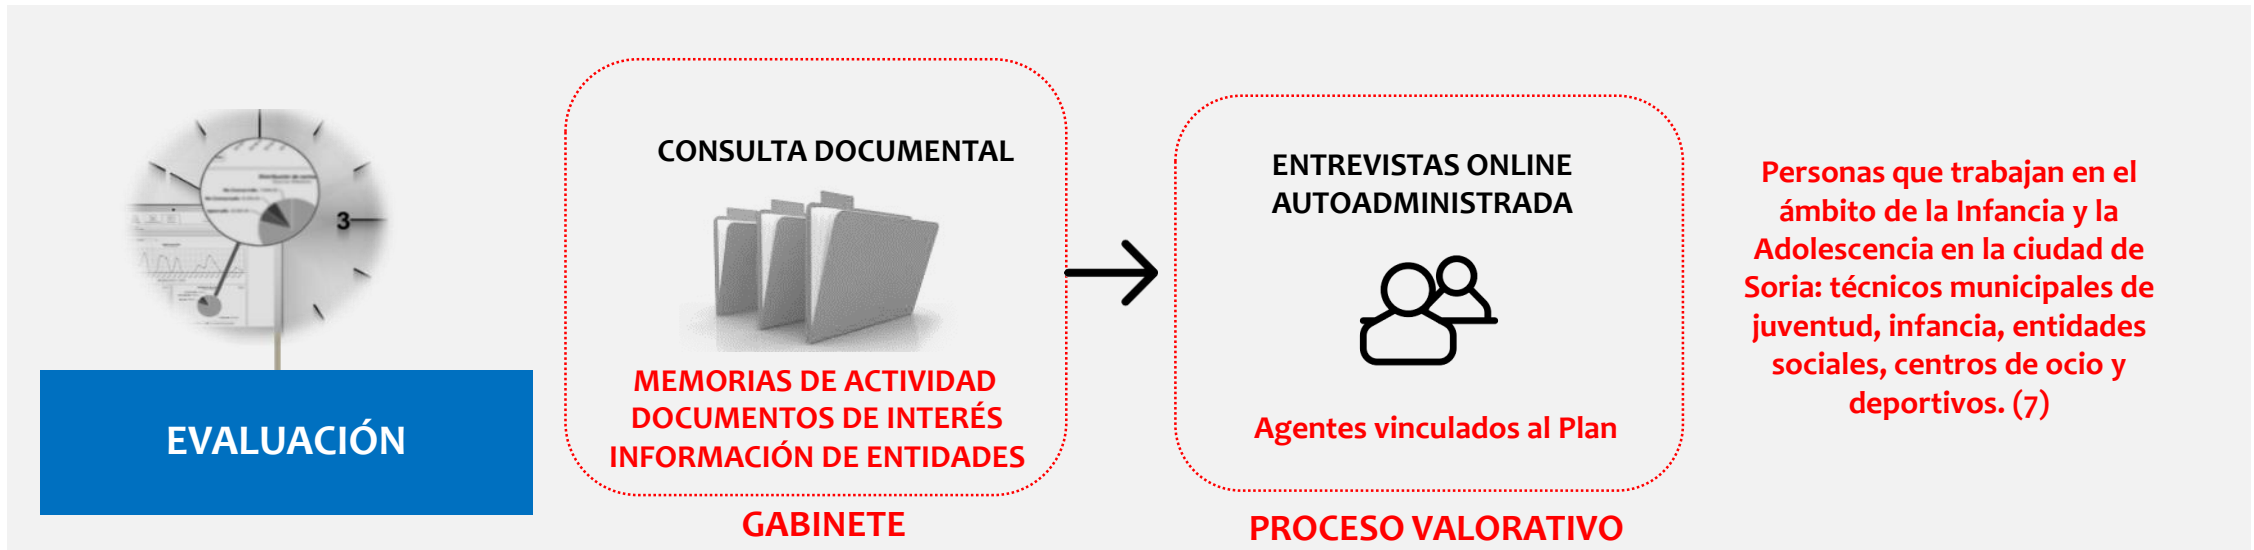 3
EVALUACIÓN
CONSULTA DOCUMENTAL
MEMORIAS DE ACTIVIDAD
DOCUMENTOS DE INTERÉS
INFORMACIÓN DE ENTIDADES
GABINETE
ENTREVISTAS ONLINE
AUTOADMINISTRADA
Agentes vinculados al Plan
PROCESO VALORATIVO
Personas que trabajan en el
ámbito de la Infancia y la
Adolescencia en la ciudad de
Soria: técnicos municipales de
juventud, infancia, entidades
sociales, centros de ocio y
deportivos. (7)